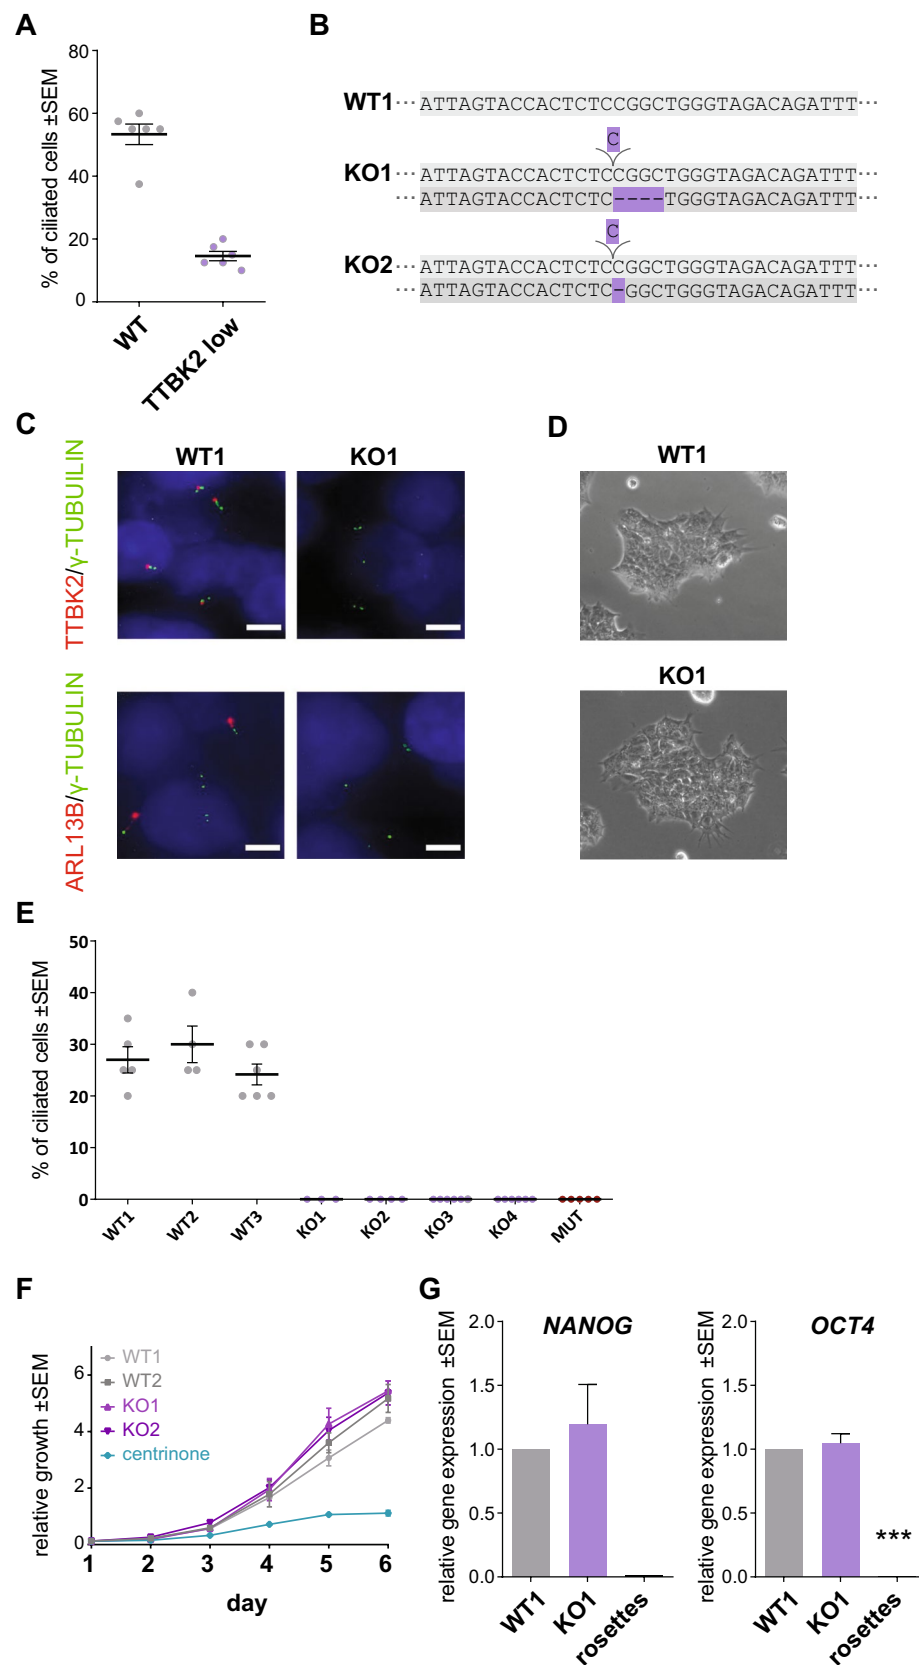 A
% of ciliated cells ±SEM
80
60
40
20
0
WT
TTBK2 low
B
WT1 ···ATTAGTACCACTCTCCGGCTGGGTAGACAGATTT···
C
KO1 ···ATTAGTACCACTCTCCGGCTGGGTAGACAGATTT···
···ATTAGTACCACTCTC----TGGGTAGACAGATTT···
C
KO2 ···ATTAGTACCACTCTCCGGCTGGGTAGACAGATTT···
···ATTAGTACCACTCTC-GGCTGGGTAGACAGATTT···
C
WT1
KO1
TTBK2/γ-TUBUILIN
ARL13B/γ-TUBULIN
D
WT1
KO1
E
% of ciliated cells ±SEM
50
40
30
20
10
0
WT1
WT2
WT3
KO1
KO2
KO3
KO4
MUT
F
relative growth ±SEM
6
4
2
0
WT1
WT2
KO1
KO2
centrinone
1 2 3 4 5 6
day
G
relative gene expression ±SEM
2.0
1.5
1.0
0.5
0.0
NANOG
WT1
KO1
rosettes
relative gene expression ±SEM
2.0
1.5
1.0
0.5
0.0
OCT4
***
WT1
KO1
rosettes